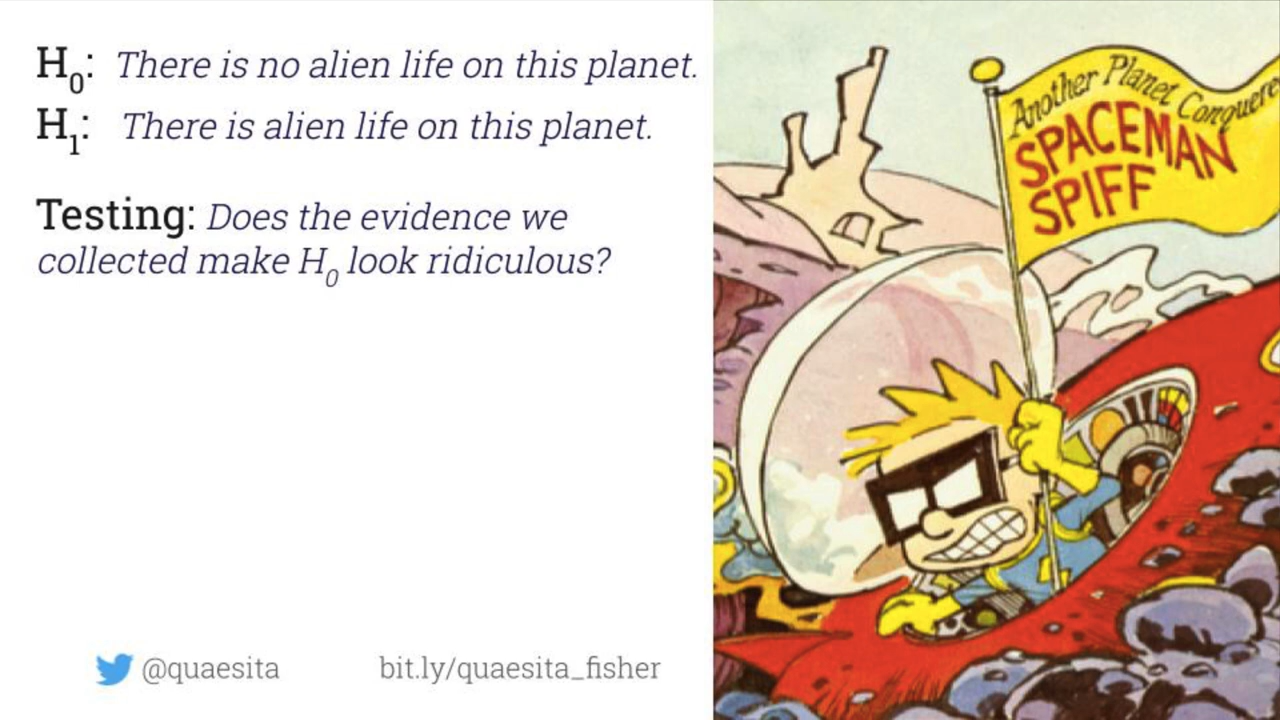 H₀: There is no alien life on this planet.
H₁: There is alien life on this planet.
Testing: Does the evidence we
collected make H₀ look ridiculous?
Another Planet Conquere
SPACEMAN
SPIFF
@quaesita
bit.ly/quaesita_fisher